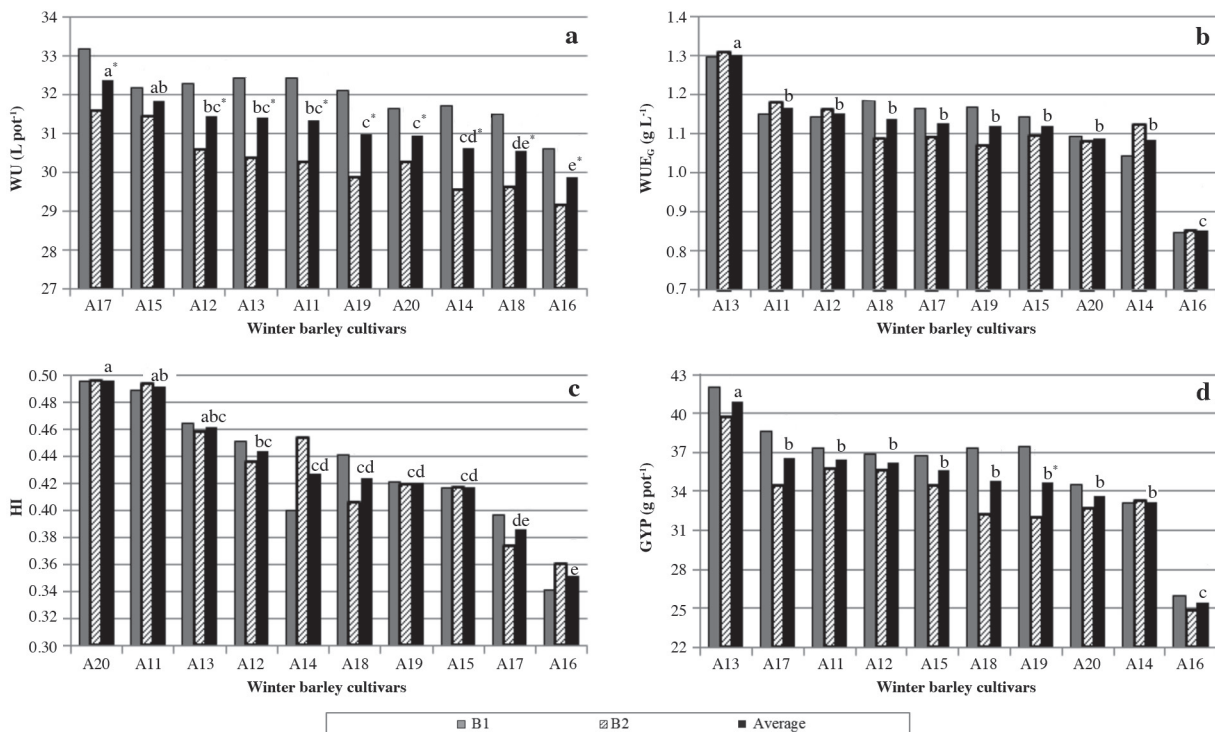 a
WU (L pot⁻¹)
34
33
32
31
30
29
28
27
a* ab bc* bc* bc* c* c* cd* de* e*
A17 A15 A12 A13 A11 A19 A20 A14 A18 A16
Winter barley cultivars
b
WUE_G (g L⁻¹)
1.4
1.3
1.2
1.1
1.0
0.9
0.8
0.7
a b b b b b b b b c
A13 A11 A12 A18 A17 A19 A15 A20 A14 A16
Winter barley cultivars
c
HI
0.50
0.48
0.46
0.44
0.42
0.40
0.36
0.34
0.32
0.30
a ab abc bc cd cd cd cd de e
A20 A11 A13 A12 A14 A18 A19 A15 A17 A16
Winter barley cultivars
d
GYP (g pot⁻¹)
43
40
37
34
31
28
25
22
a b b b b b b* b b c
A13 A17 A11 A12 A15 A18 A19 A20 A14 A16
Winter barley cultivars
B1 B2 Average